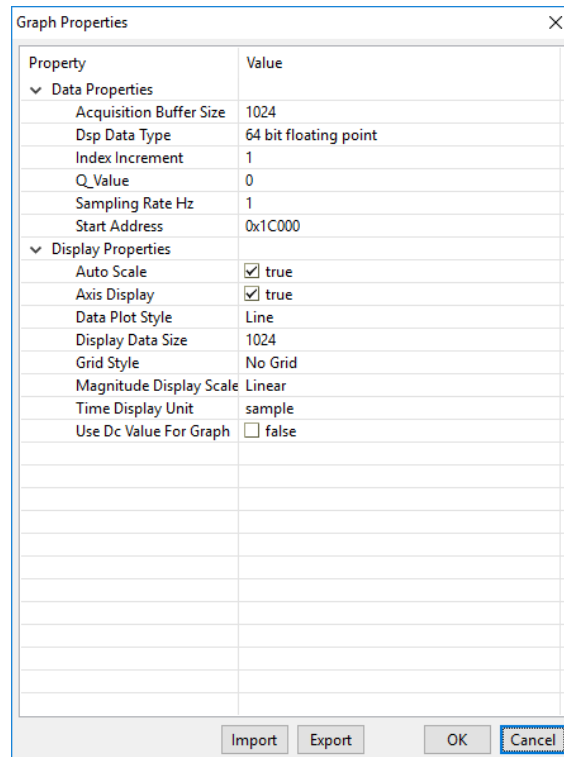 Graph Properties
Property Value
Data Properties
Acquisition Buffer Size 1024
Dsp Data Type 64 bit floating point
Index Increment 1
Q_Value 0
Sampling Rate Hz 1
Start Address 0x1C000
Display Properties
Auto Scale true
Axis Display true
Data Plot Style Line
Display Data Size 1024
Grid Style No Grid
Magnitude Display Scale Linear
Time Display Unit sample
Use Dc Value For Graph false
Import Export OK Cancel